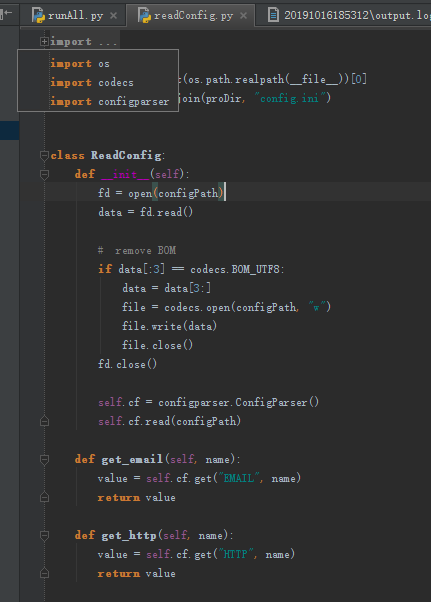 runAll.py × readConfig.py × 20191016185312\output.lo
import ...
import os
import codecs
import configparser
(os.path.realpath(__file__))[0]
join(proDir, "config.ini")
class ReadConfig:
def __init__(self):
fd = open(configPath)
data = fd.read()
# remove BOM
if data[:3] == codecs.BOM_UTF8:
data = data[3:]
file = codecs.open(configPath, "w")
file.write(data)
file.close()
fd.close()
self.cf = configparser.ConfigParser()
self.cf.read(configPath)
def get_email(self, name):
value = self.cf.get("EMAIL", name)
return value
def get_http(self, name):
value = self.cf.get("HTTP", name)
return value